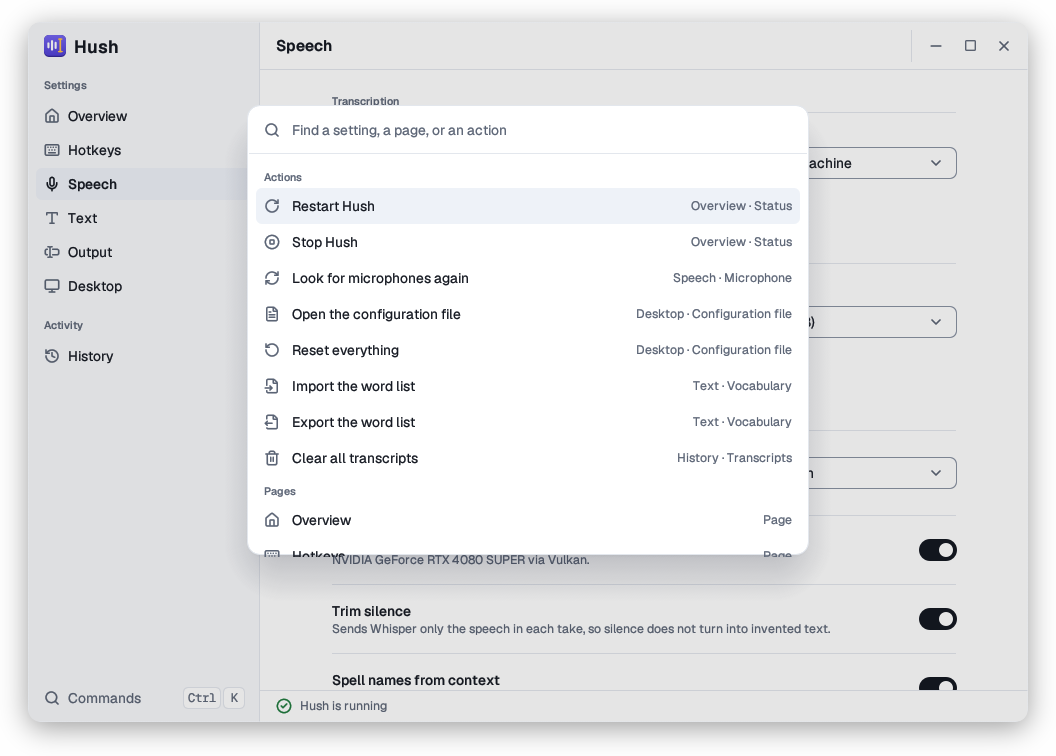 Hush
Speech
Settings
Overview
Hotkeys
Speech
Text
Output
Desktop
Activity
History
Commands
Ctrl K
Transcription
Find a setting, a page, or an action
Actions
Restart Hush Overview · Status
Stop Hush Overview · Status
Look for microphones again Speech · Microphone
Open the configuration file Desktop · Configuration file
Reset everything Desktop · Configuration file
Import the word list Text · Vocabulary
Export the word list Text · Vocabulary
Clear all transcripts History · Transcripts
Pages
Overview Page
Hotkeys Page
NVIDIA GeForce RTX 4080 SUPER via Vulkan.
Trim silence
Sends Whisper only the speech in each take, so silence does not turn into invented text.
Spell names from context
Hush is running